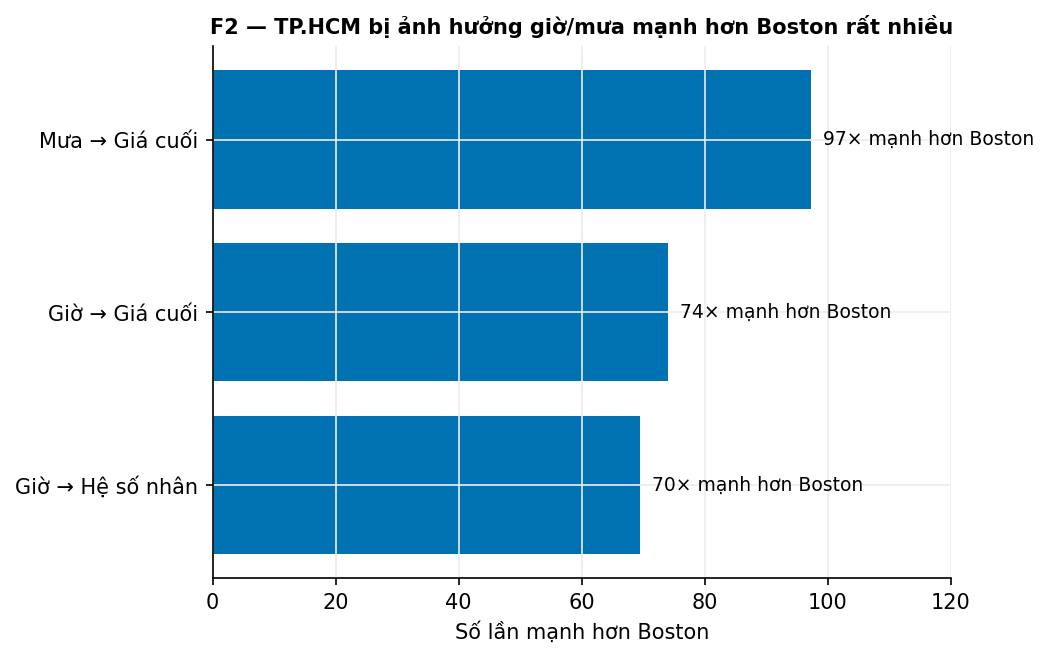 F2 — TP.HCM bị ảnh hưởng giờ/mưa mạnh hơn Boston rất nhiều
Mưa → Giá cuối
97× mạnh hơn Boston
Giờ → Giá cuối
74× mạnh hơn Boston
Giờ → Hệ số nhân
70× mạnh hơn Boston
0 20 40 60 80 100 120
Số lần mạnh hơn Boston